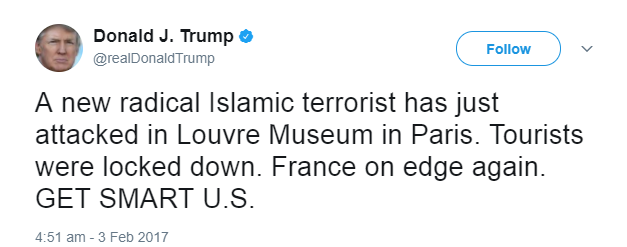 Donald J. Trump
@realDonaldTrump
Follow
A new radical Islamic terrorist has just
attacked in Louvre Museum in Paris. Tourists
were locked down. France on edge again.
GET SMART U.S.
4:51 am - 3 Feb 2017